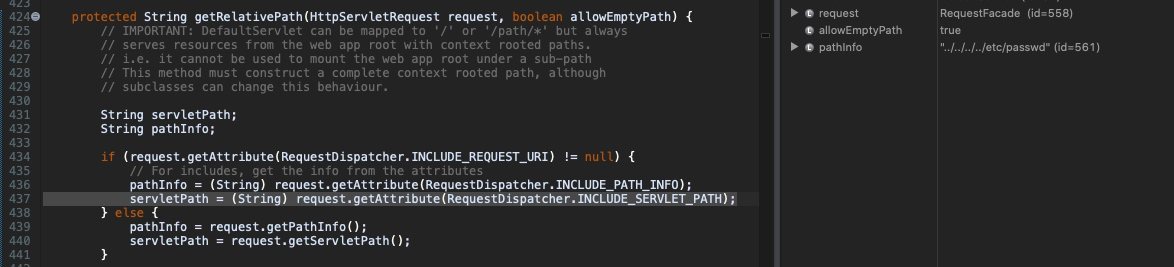 423
424 protected String getRelativePath(HttpServletRequest request, boolean allowEmptyPath) {
425 // IMPORTANT: DefaultServlet can be mapped to '/' or '/path/*' but always
426 // serves resources from the web app root with context rooted paths.
427 // i.e. it cannot be used to mount the web app root under a sub-path
428 // This method must construct a complete context rooted path, although
429 // subclasses can change this behaviour.
430
431 String servletPath;
432 String pathInfo;
433
434 if (request.getAttribute(RequestDispatcher.INCLUDE_REQUEST_URI) != null) {
435 // For includes, get the info from the attributes
436 pathInfo = (String) request.getAttribute(RequestDispatcher.INCLUDE_PATH_INFO);
437 servletPath = (String) request.getAttribute(RequestDispatcher.INCLUDE_SERVLET_PATH);
438 } else {
439 pathInfo = request.getPathInfo();
440 servletPath = request.getServletPath();
441 }
442
request RequestFacade (id=558)
allowEmptyPath true
pathInfo "../../../../etc/passwd" (id=561)